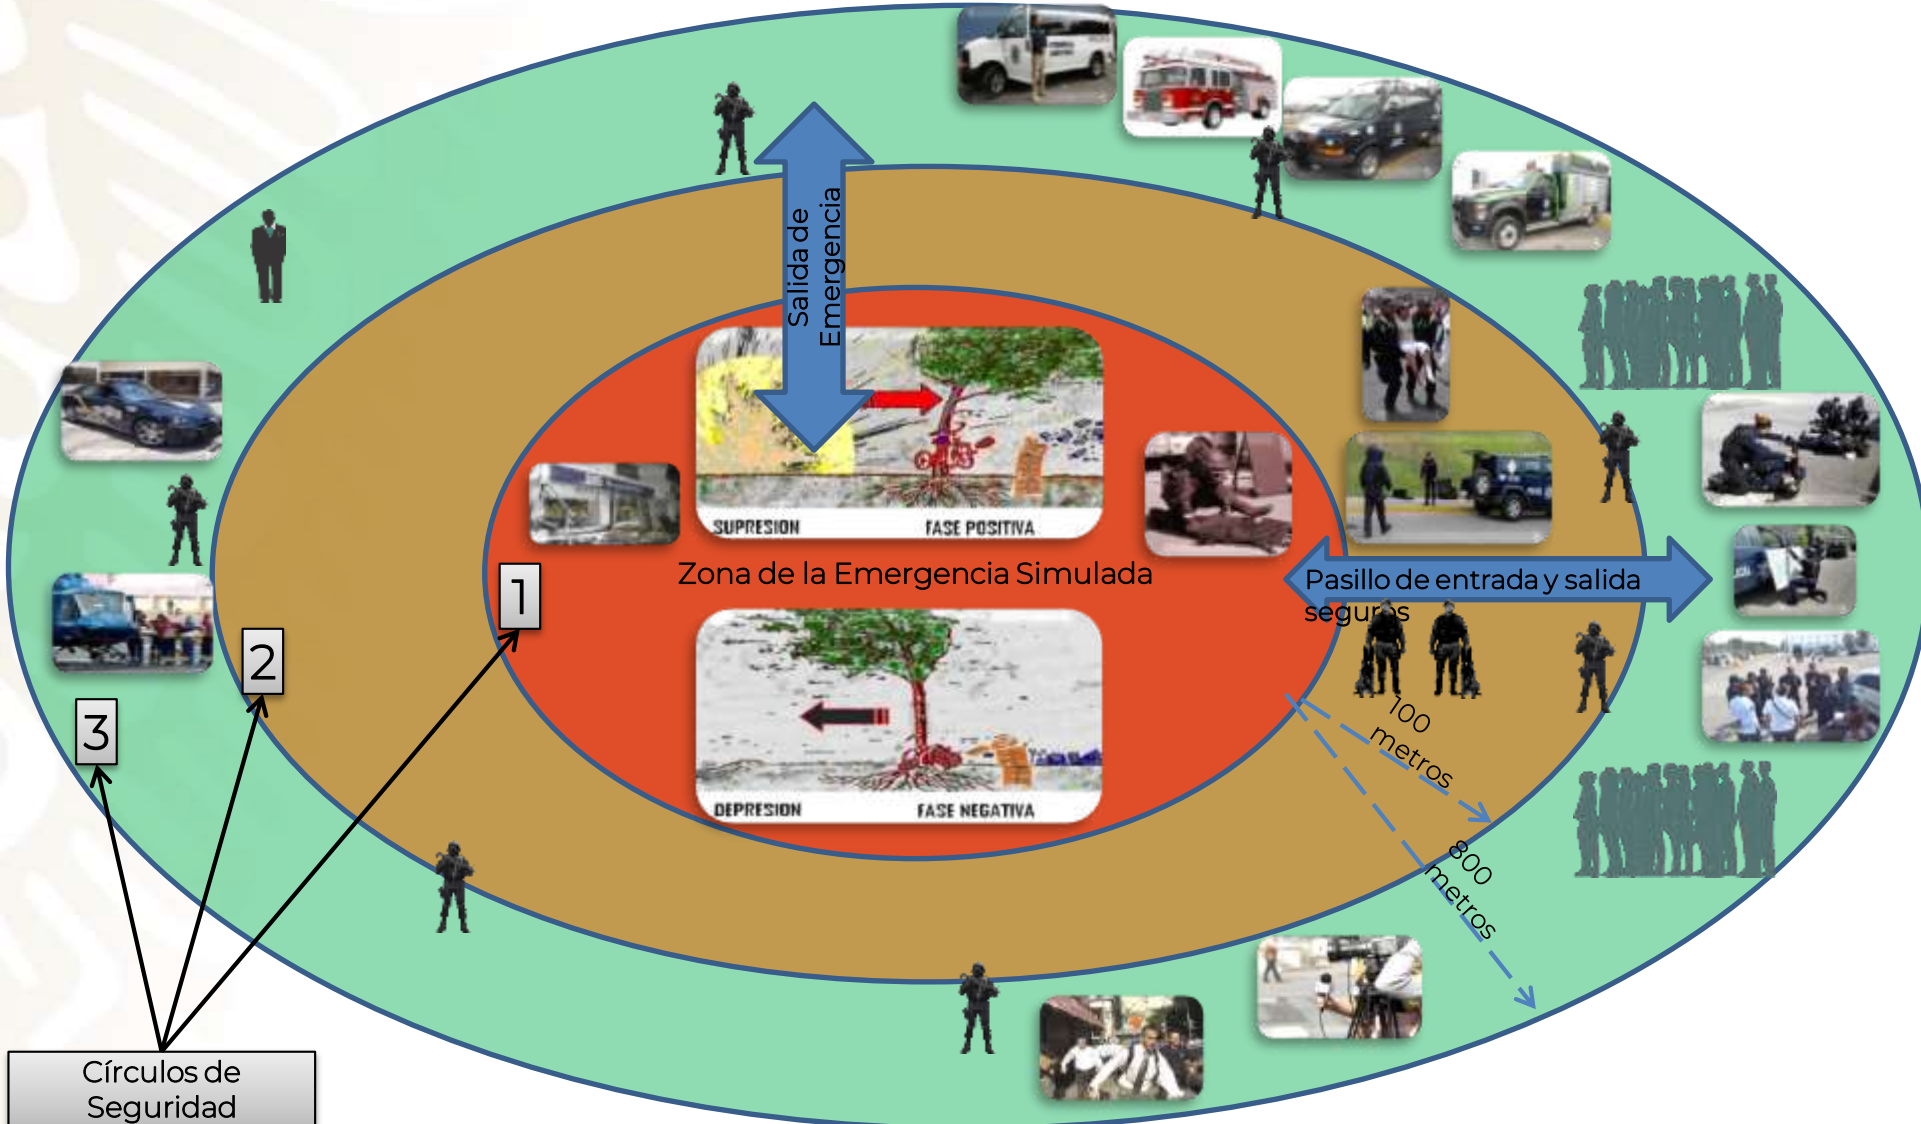 Salida de
Emergencia
SUPRESION
FASE POSITIVA
Zona de la Emergencia Simulada
Pasillo de entrada y salida
seguros
1
2
3
DEPRESION
FASE NEGATIVA
100
metros
800
metros
Círculos de
Seguridad